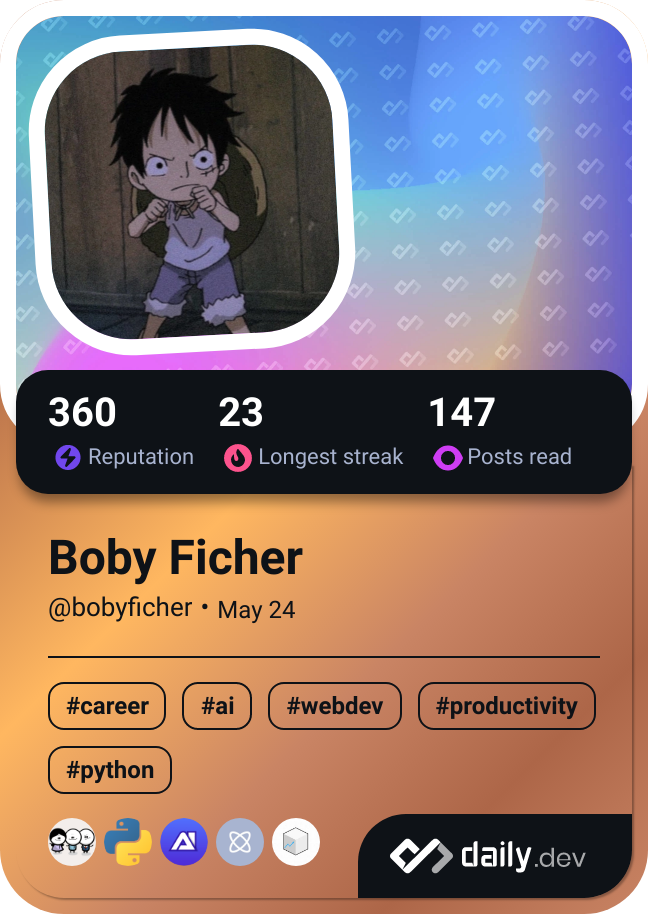 360 23 147
Reputation Longest streak Posts read
Boby Ficher
@bobyficher • May 24
#career #ai #webdev #productivity
#python
daily.dev